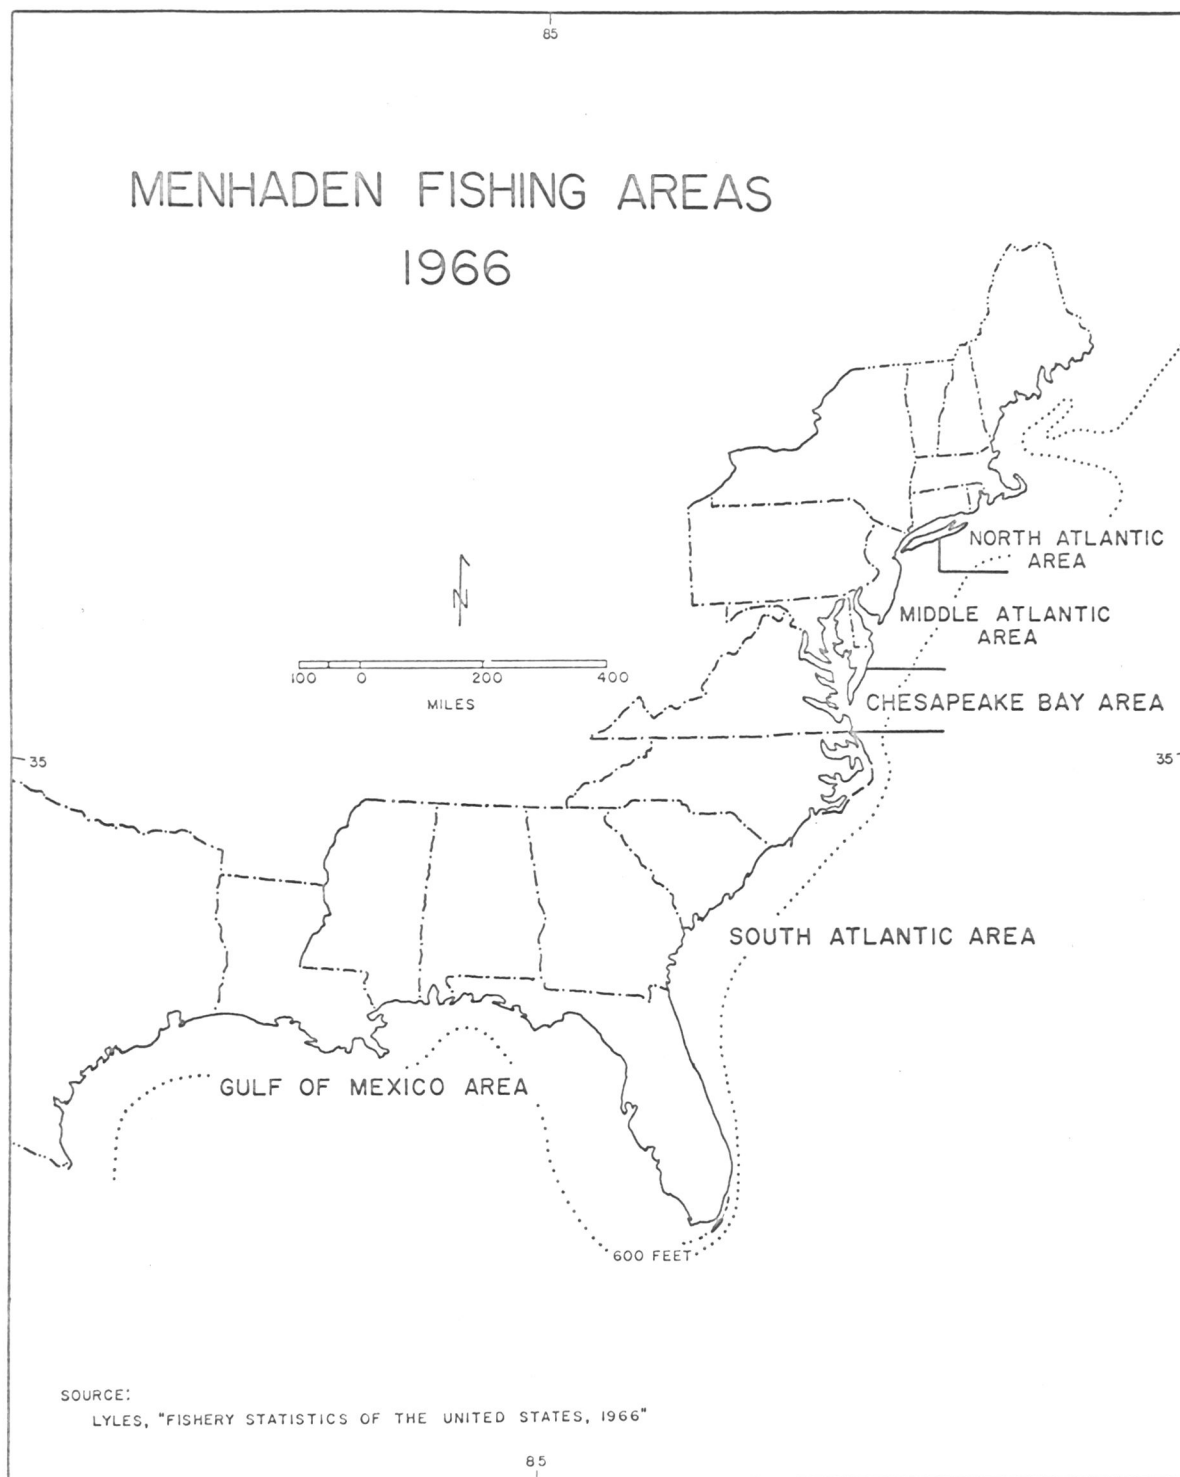 85
MENHADEN FISHING AREAS
1966
NORTH ATLANTIC
AREA
N
MIDDLE ATLANTIC
AREA
100 0 200 400
MILES
CHESAPEAKE BAY AREA
35
35
SOUTH ATLANTIC AREA
GULF OF MEXICO AREA
600 FEET
SOURCE:
LYLES, "FISHERY STATISTICS OF THE UNITED STATES, 1966"
85